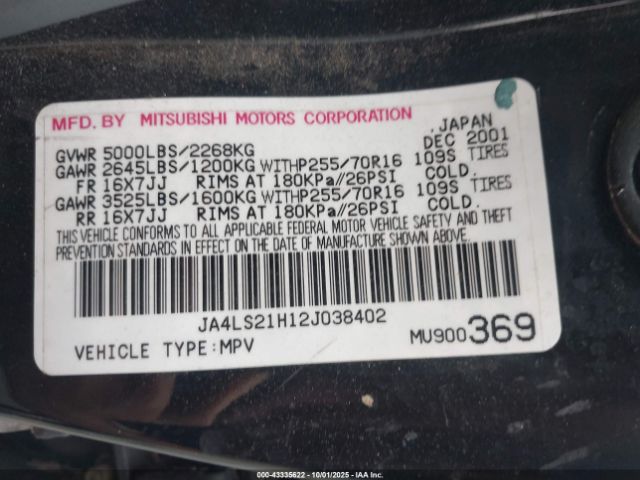 MFD. BY MITSUBISHI MOTORS CORPORATION
. JAPAN
GVWR 5000LBS/2268KG DEC 2001
GAWR 2645LBS/1200KG WITHP255/70R16 109S TIRES
FR 16X7JJ RIMS AT 180KPa//26PSI COLD.
GAWR 3525LBS/1600KG WITHP255/70R16 109S TIRES
RR 16X7JJ RIMS AT 180KPa//26PSI COLD.
THIS VEHICLE CONFORMS TO ALL APPLICABLE FEDERAL MOTOR VEHICLE SAFETY AND THEFT
PREVENTION STANDARDS IN EFFECT ON THE DATE OF MANUFACTURE SHOWN ABOVE.
JA4LS21H12J038402
VEHICLE TYPE:MPV MU900369
000-43335622 - 10/01/2025 - IAA Inc.